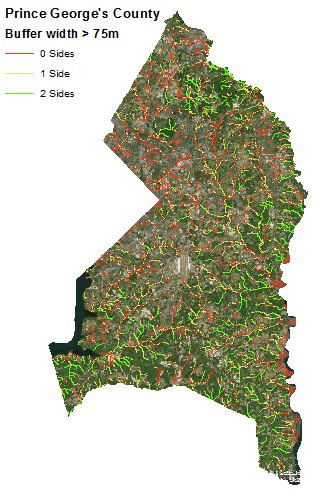 Prince George's County
Buffer width > 75m
0 Sides
1 Side
2 Sides